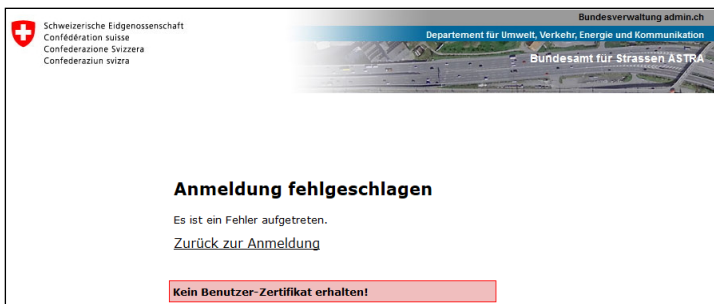 Schweizerische Eidgenossenschaft
Confédération suisse
Confederazione Svizzera
Confederaziun svizra
Bundesverwaltung admin.ch
Departement für Umwelt, Verkehr, Energie und Kommunikation
Bundesamt für Strassen ASTRA
Anmeldung fehlgeschlagen
Es ist ein Fehler aufgetreten.
Zurück zur Anmeldung
Kein Benutzer-Zertifikat erhalten!